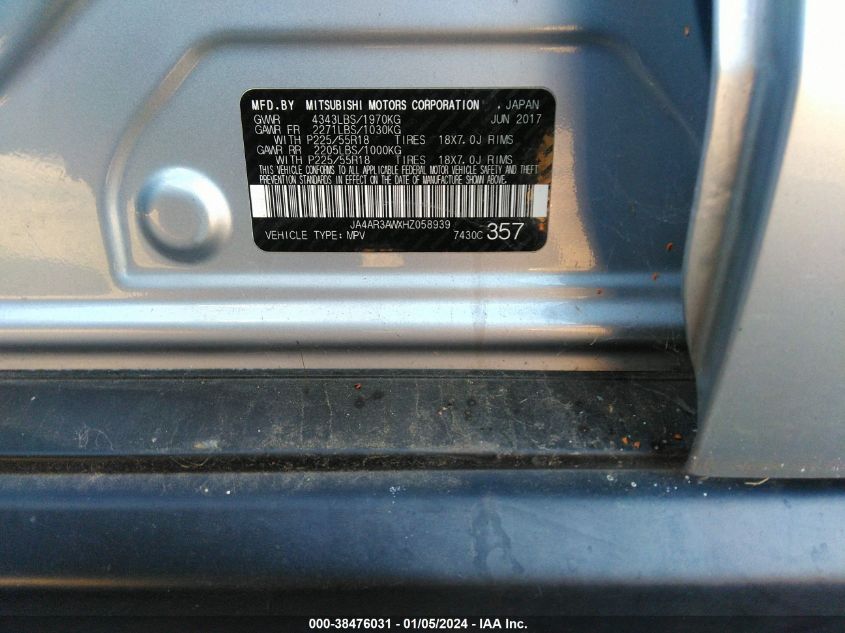 MFD.BY MITSUBISHI MOTORS CORPORATION , JAPAN
GVWR 4343LBS/1970KG JUN 2017
GAWR FR 2271LBS/1030KG
WITH P225/55R18 TIRES 18X7.0J RIMS
GAWR RR 2205LBS/1000KG
WITH P225/55R18 TIRES 18X7.0J RIMS
THIS VEHICLE CONFORMS TO ALL APPLICABLE FEDERAL MOTOR VEHICLE SAFETY AND THEFT
PREVENTION STANDARDS IN EFFECT ON THE DATE OF MANUFACTURE SHOWN ABOVE.
JA4AR3AWXHZ058939
VEHICLE TYPE: MPV 7430C 357
000-38476031 - 01/05/2024 - IAA Inc.